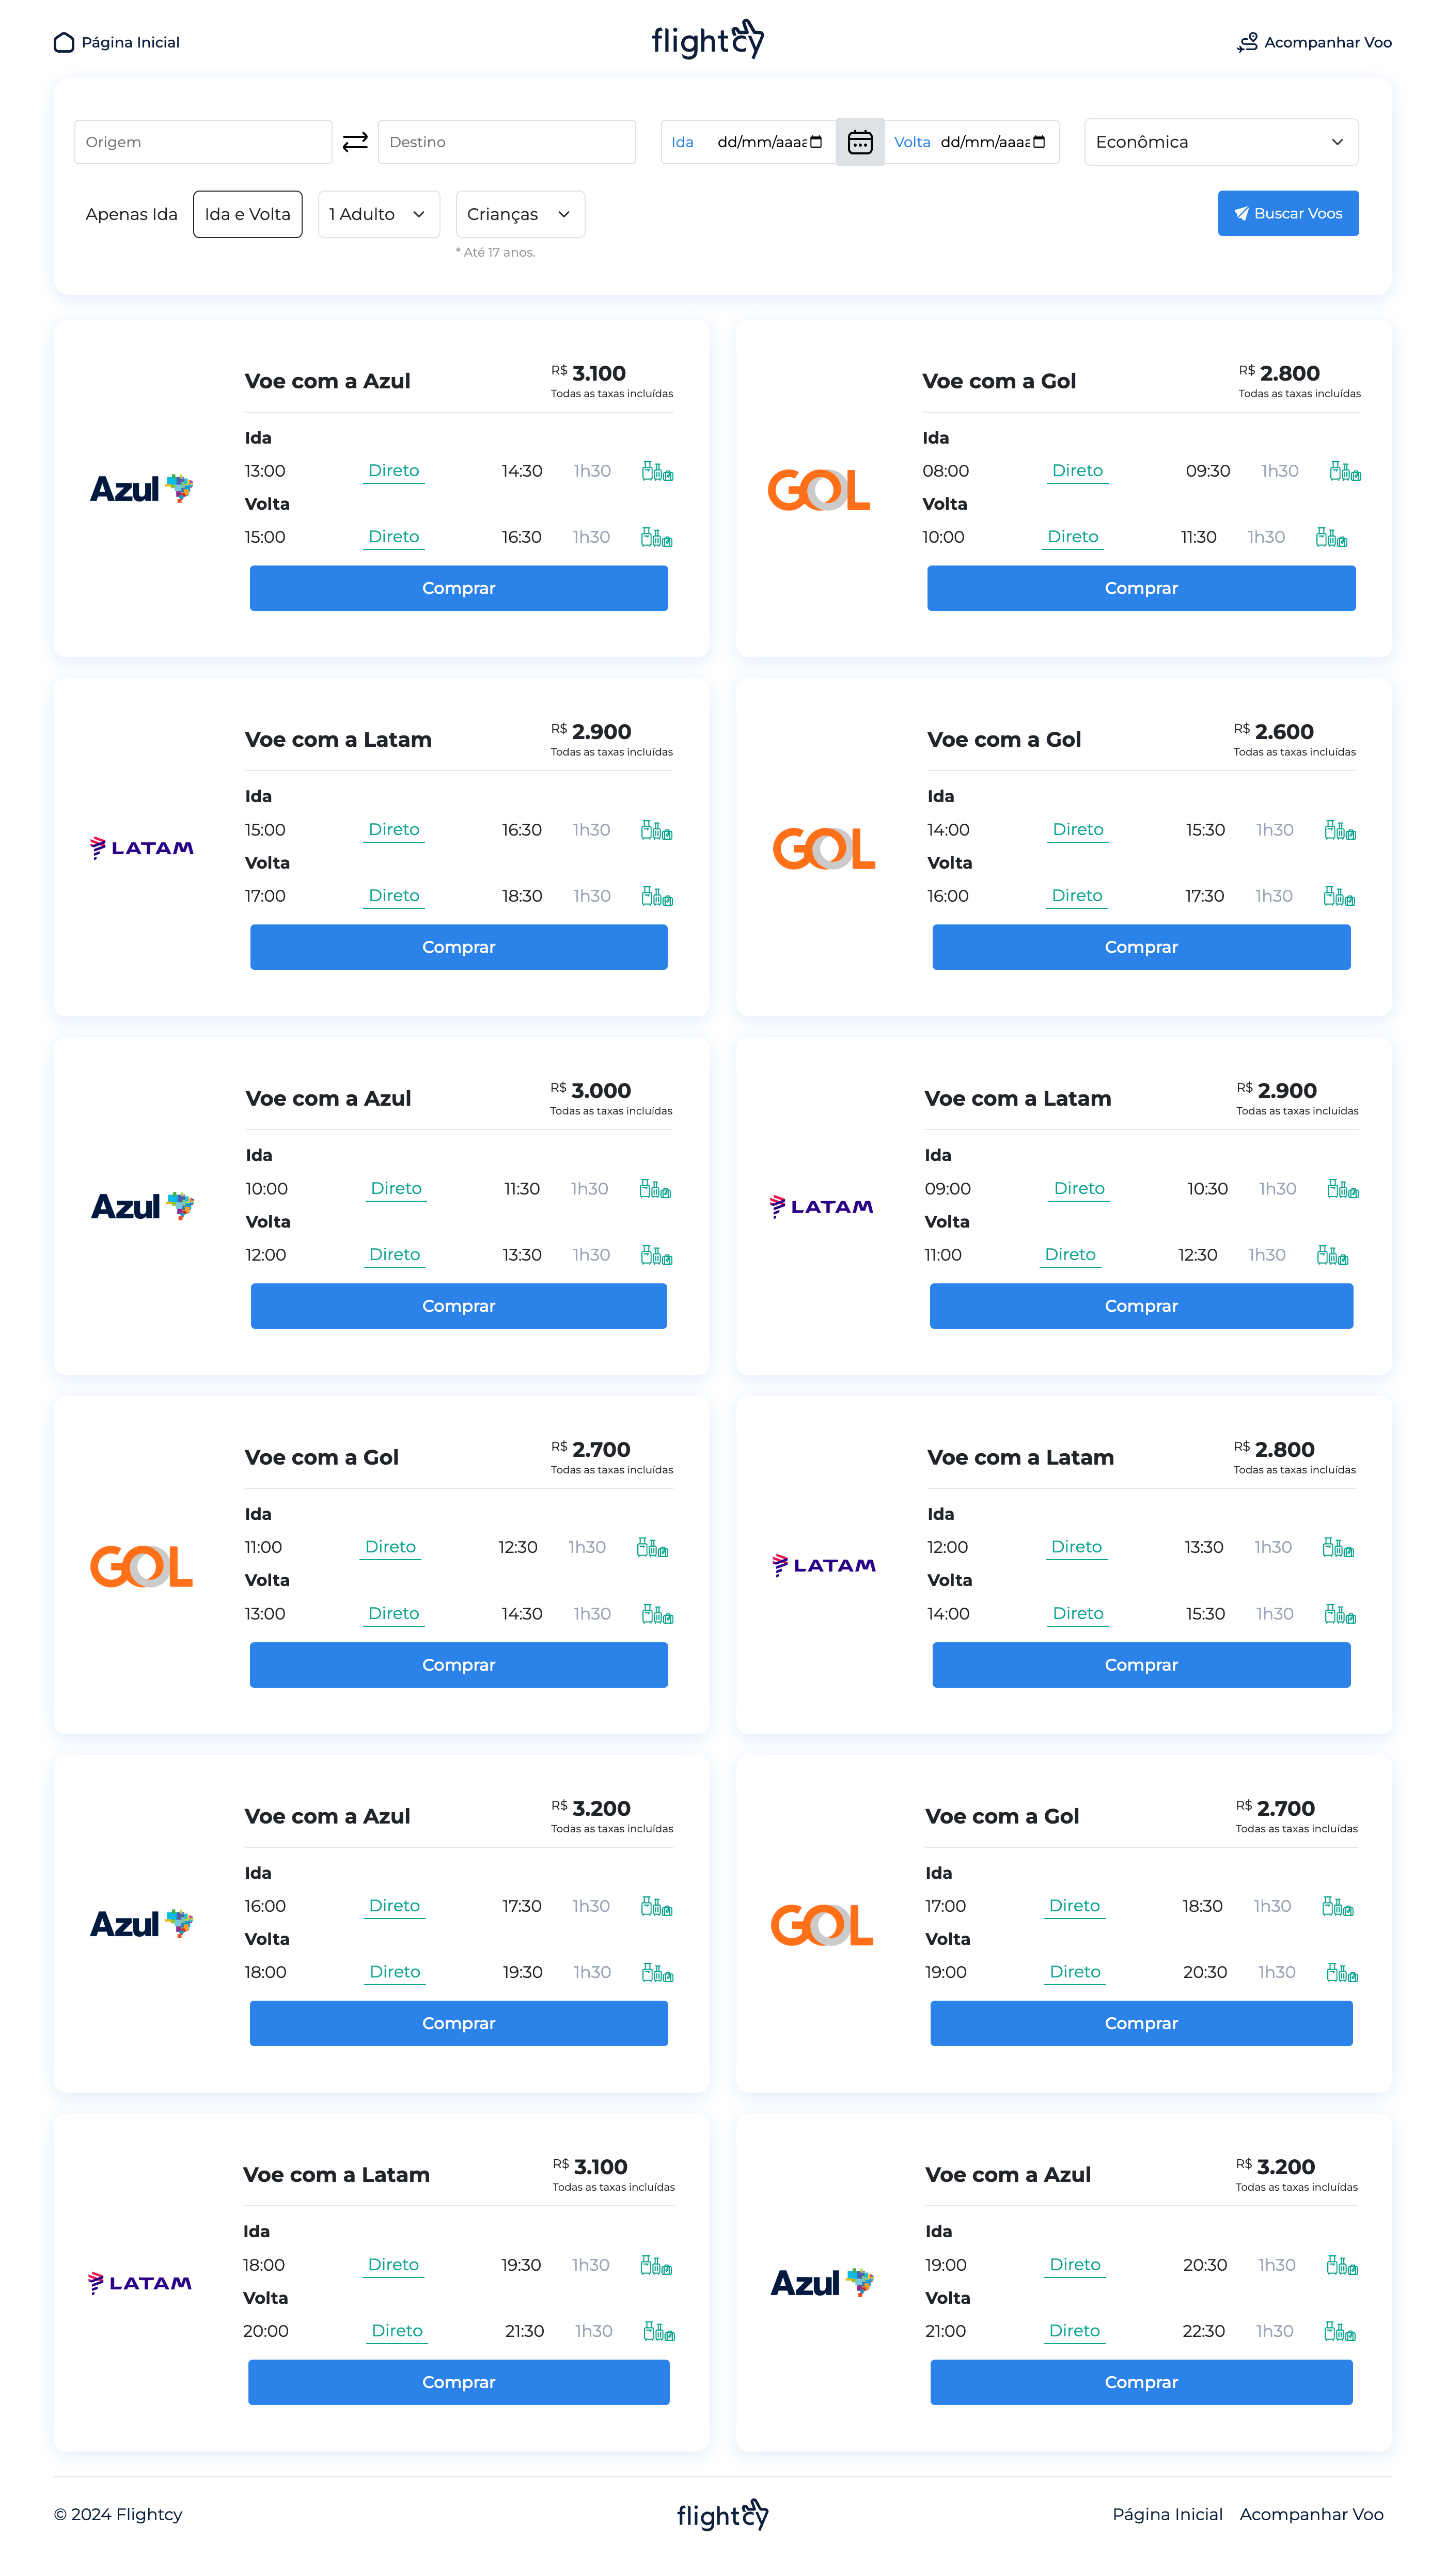 Página Inicial
flightcy
Acompanhar Voo
Origem
Destino
Ida dd/mm/aaaa
Volta dd/mm/aaaa
Econômica
Apenas Ida
Ida e Volta
1 Adulto
Crianças
* Até 17 anos.
Buscar Voos
Azul
Voe com a Azul
R$ 3.100
Todas as taxas incluídas
Ida
13:00 Direto 14:30 1h30
Volta
15:00 Direto 16:30 1h30
Comprar
GOL
Voe com a Gol
R$ 2.800
Todas as taxas incluídas
Ida
08:00 Direto 09:30 1h30
Volta
10:00 Direto 11:30 1h30
Comprar
LATAM
Voe com a Latam
R$ 2.900
Todas as taxas incluídas
Ida
15:00 Direto 16:30 1h30
Volta
17:00 Direto 18:30 1h30
Comprar
GOL
Voe com a Gol
R$ 2.600
Todas as taxas incluídas
Ida
14:00 Direto 15:30 1h30
Volta
16:00 Direto 17:30 1h30
Comprar
Azul
Voe com a Azul
R$ 3.000
Todas as taxas incluídas
Ida
10:00 Direto 11:30 1h30
Volta
12:00 Direto 13:30 1h30
Comprar
LATAM
Voe com a Latam
R$ 2.900
Todas as taxas incluídas
Ida
09:00 Direto 10:30 1h30
Volta
11:00 Direto 12:30 1h30
Comprar
GOL
Voe com a Gol
R$ 2.700
Todas as taxas incluídas
Ida
11:00 Direto 12:30 1h30
Volta
13:00 Direto 14:30 1h30
Comprar
LATAM
Voe com a Latam
R$ 2.800
Todas as taxas incluídas
Ida
12:00 Direto 13:30 1h30
Volta
14:00 Direto 15:30 1h30
Comprar
Azul
Voe com a Azul
R$ 3.200
Todas as taxas incluídas
Ida
16:00 Direto 17:30 1h30
Volta
18:00 Direto 19:30 1h30
Comprar
GOL
Voe com a Gol
R$ 2.700
Todas as taxas incluídas
Ida
17:00 Direto 18:30 1h30
Volta
19:00 Direto 20:30 1h30
Comprar
LATAM
Voe com a Latam
R$ 3.100
Todas as taxas incluídas
Ida
18:00 Direto 19:30 1h30
Volta
20:00 Direto 21:30 1h30
Comprar
Azul
Voe com a Azul
R$ 3.200
Todas as taxas incluídas
Ida
19:00 Direto 20:30 1h30
Volta
21:00 Direto 22:30 1h30
Comprar
© 2024 Flightcy
flightcy
Página Inicial
Acompanhar Voo